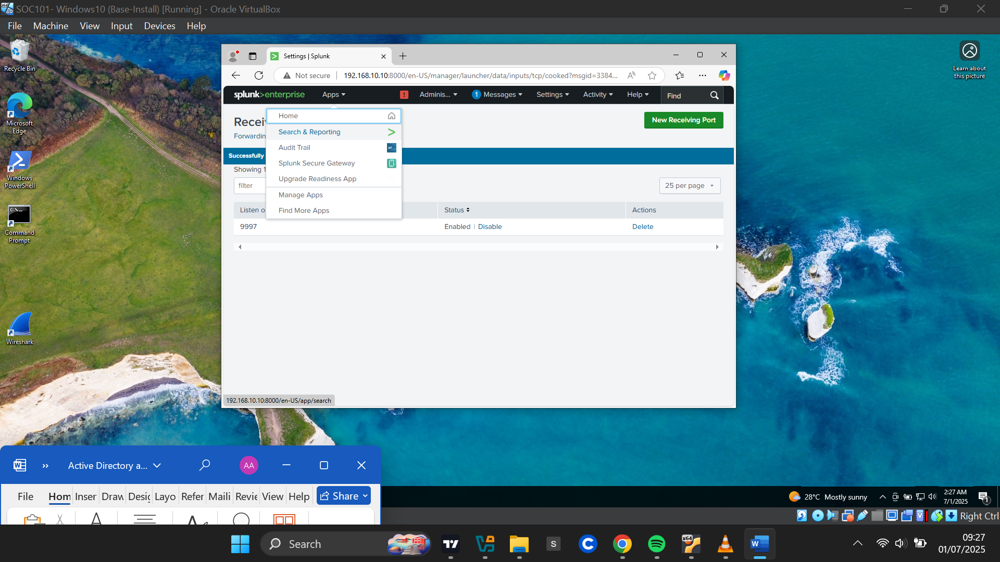 SOC101- Windows10 (Base-Install) [Running] - Oracle VirtualBox
File Machine View Input Devices Help
Recycle Bin
Microsoft
Edge
Windows
PowerShell
Command
Prompt
Wireshark
Learn about
this picture
Settings | Splunk
Not secure 192.168.10.10:8000/en-US/manager/launcher/data/inputs/tcp/cooked?msgid=3384...
splunk>enterprise Apps Adminis... 1 Messages Settings Activity Help Find
Home
Search & Reporting
Audit Trail
Splunk Secure Gateway
Upgrade Readiness App
Manage Apps
Find More Apps
Recei
New Receiving Port
Forwardin
Successfully
Showing 1
filter
25 per page
Listen o Status Actions
9997 Enabled | Disable Delete
192.168.10.10:8000/en-US/app/search
Active Directory a... AA
File Hom Inser Draw Desig Layo Refer Maili Revie View Help Share
28°C Mostly sunny
2:27 AM
7/1/2025
1
Right Ctrl
Search
09:27
01/07/2025